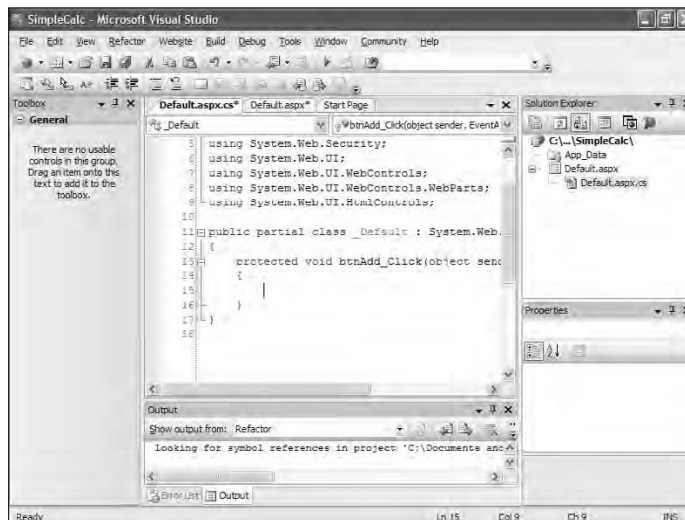 SimpleCalc - Microsoft Visual Studio
File Edit View Refactor Website Build Debug Tools Window Community Help
Toolbox
General
There are no usable
controls in this group.
Drag an item onto this
text to add it to the
toolbox.
Default.aspx.cs* Default.aspx* Start Page
_Default
btnAdd_Click(object sender, EventA
5 using System.Web.Security;
6 using System.Web.UI;
7 using System.Web.UI.WebControls;
8 using System.Web.UI.WebControls.WebParts;
9 using System.Web.UI.HtmlControls;
10
11 public partial class _Default : System.Web.
12 {
13 protected void btnAdd_Click(object send
14 {
15
16 }
17 }
18
Output
Show output from: Refactor
Looking for symbol references in project 'C:\Documents and
Error List Output
Solution Explorer
C:\...\SimpleCalc\
App_Data
Default.aspx
Default.aspx.cs
Properties
Ready Ln 15 Col 9 Ch 9 INS